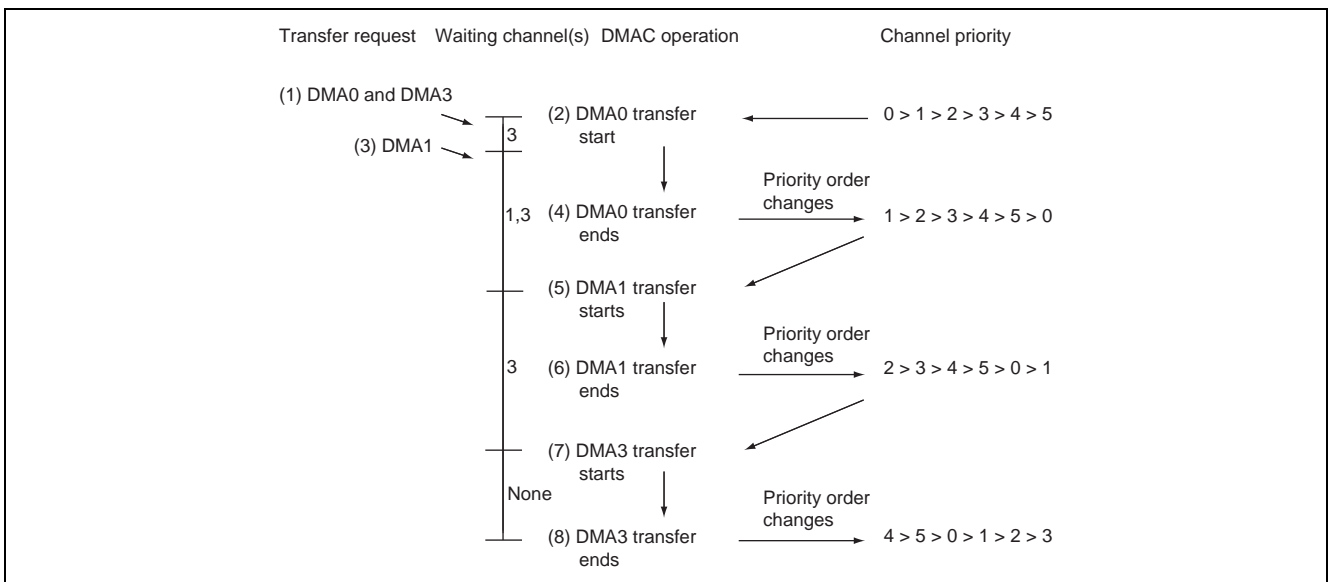 Transfer request Waiting channel(s) DMAC operation Channel priority
(1) DMA0 and DMA3
(2) DMA0 transfer
start
0 > 1 > 2 > 3 > 4 > 5
3
(3) DMA1
Priority order
changes
1,3
(4) DMA0 transfer
ends
1 > 2 > 3 > 4 > 5 > 0
(5) DMA1 transfer
starts
Priority order
changes
3
(6) DMA1 transfer
ends
2 > 3 > 4 > 5 > 0 > 1
(7) DMA3 transfer
starts
None
Priority order
changes
(8) DMA3 transfer
ends
4 > 5 > 0 > 1 > 2 > 3